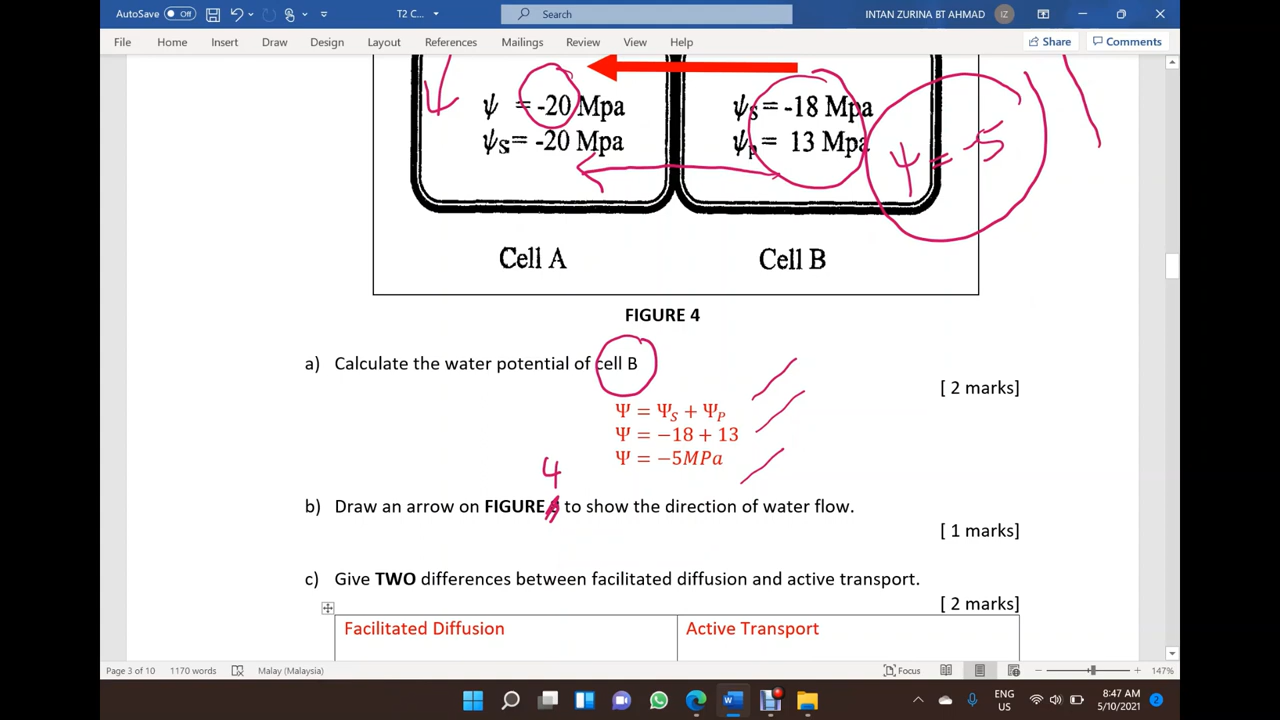 AutoSave Off T2 C... Search INTAN ZURINA BT AHMAD IZ
File Home Insert Draw Design Layout References Mailings Review View Help Share Comments
ψ = -20 Mpa
ψs = -20 Mpa
ψs = -18 Mpa
ψp = 13 Mpa
ψ = -5
Cell A
Cell B
FIGURE 4
a) Calculate the water potential of cell B
[ 2 marks]
Ψ = Ψ𝑆 + Ψ𝑃
Ψ = −18 + 13
Ψ = −5MPa
4
b) Draw an arrow on FIGURE to show the direction of water flow.
[ 1 marks]
c) Give TWO differences between facilitated diffusion and active transport.
[ 2 marks]
Facilitated Diffusion Active Transport
Page 3 of 10 1170 words Malay (Malaysia) Focus 147%
ENG
US
8:47 AM
5/10/2021
2